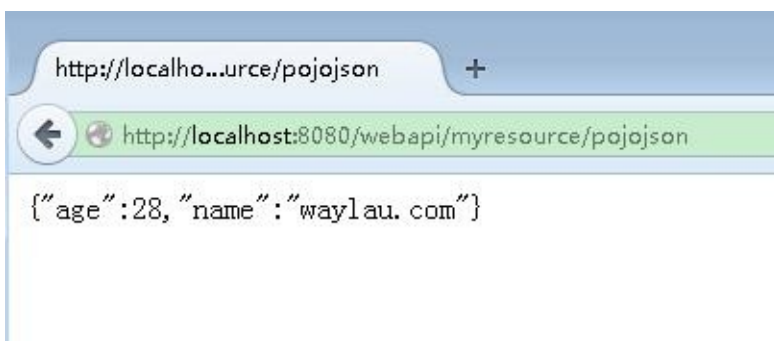 http://localho...urce/pojojson
http://localhost:8080/webapi/myresource/pojojson
{"age":28,"name":"waylau.com"}